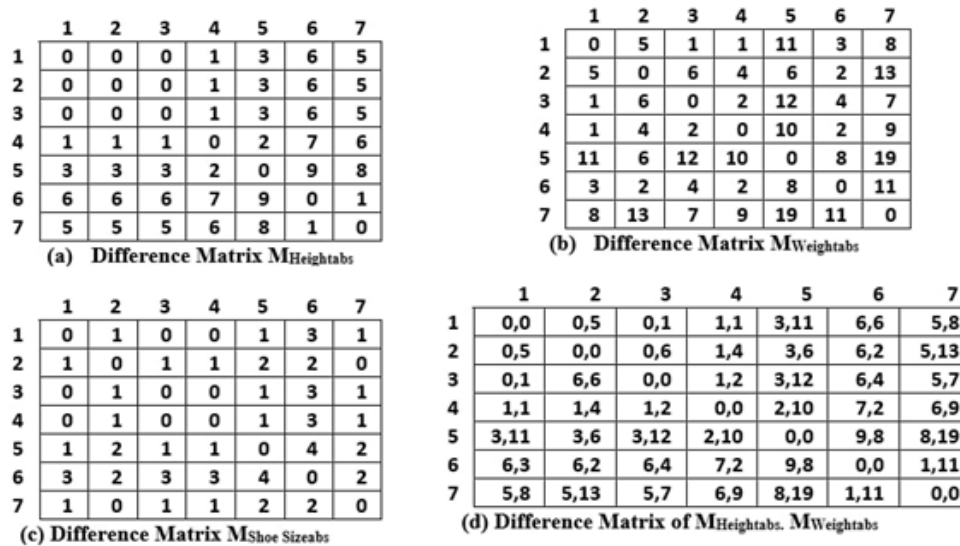 1 2 3 4 5 6 7
1 0 0 0 1 3 6 5
2 0 0 0 1 3 6 5
3 0 0 0 1 3 6 5
4 1 1 1 0 2 7 6
5 3 3 3 2 0 9 8
6 6 6 6 7 9 0 1
7 5 5 5 6 8 1 0
(a) Difference Matrix MHeightabs
1 2 3 4 5 6 7
1 0 5 1 1 11 3 8
2 5 0 6 4 6 2 13
3 1 6 0 2 12 4 7
4 1 4 2 0 10 2 9
5 11 6 12 10 0 8 19
6 3 2 4 2 8 0 11
7 8 13 7 9 19 11 0
(b) Difference Matrix MWeightabs
1 2 3 4 5 6 7
1 0 1 0 0 1 3 1
2 1 0 1 1 2 2 0
3 0 1 0 0 1 3 1
4 0 1 0 0 1 3 1
5 1 2 1 1 0 4 2
6 3 2 3 3 4 0 2
7 1 0 1 1 2 2 0
(c) Difference Matrix MShoe Sizeabs
1 2 3 4 5 6 7
1 0,0 0,5 0,1 1,1 3,11 6,6 5,8
2 0,5 0,0 0,6 1,4 3,6 6,2 5,13
3 0,1 6,6 0,0 1,2 3,12 6,4 5,7
4 1,1 1,4 1,2 0,0 2,10 7,2 6,9
5 3,11 3,6 3,12 2,10 0,0 9,8 8,19
6 6,3 6,2 6,4 7,2 9,8 0,0 1,11
7 5,8 5,13 5,7 6,9 8,19 1,11 0,0
(d) Difference Matrix of MHeightabs. MWeightabs